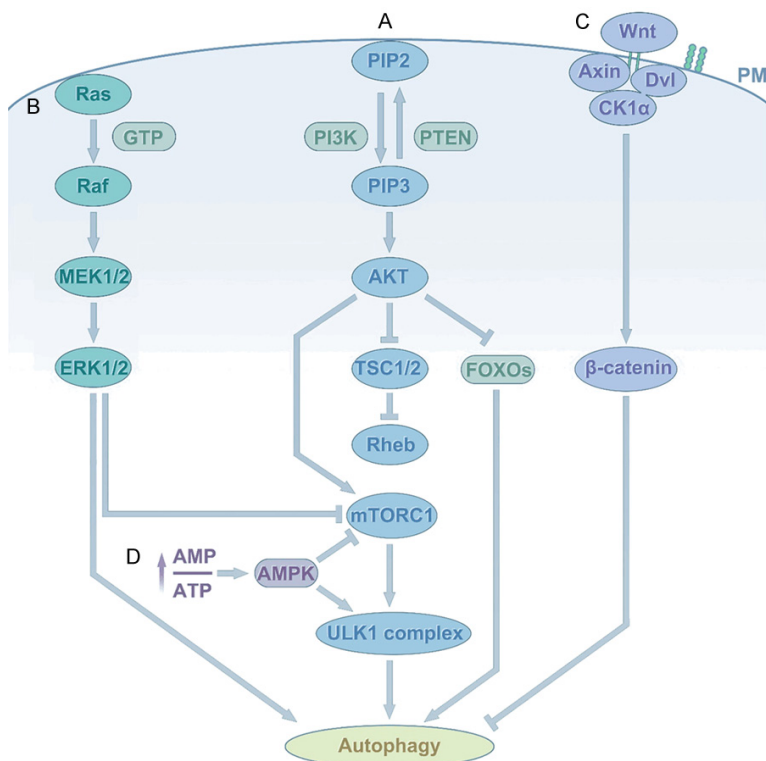 A
C
Wnt
PIP2
Axin
Dvl
PM
B
Ras
CK1α
GTP
PI3K
PTEN
Raf
PIP3
MEK1/2
AKT
ERK1/2
TSC1/2
FOXOs
β-catenin
Rheb
mTORC1
D
AMP
ATP
AMPK
ULK1 complex
Autophagy